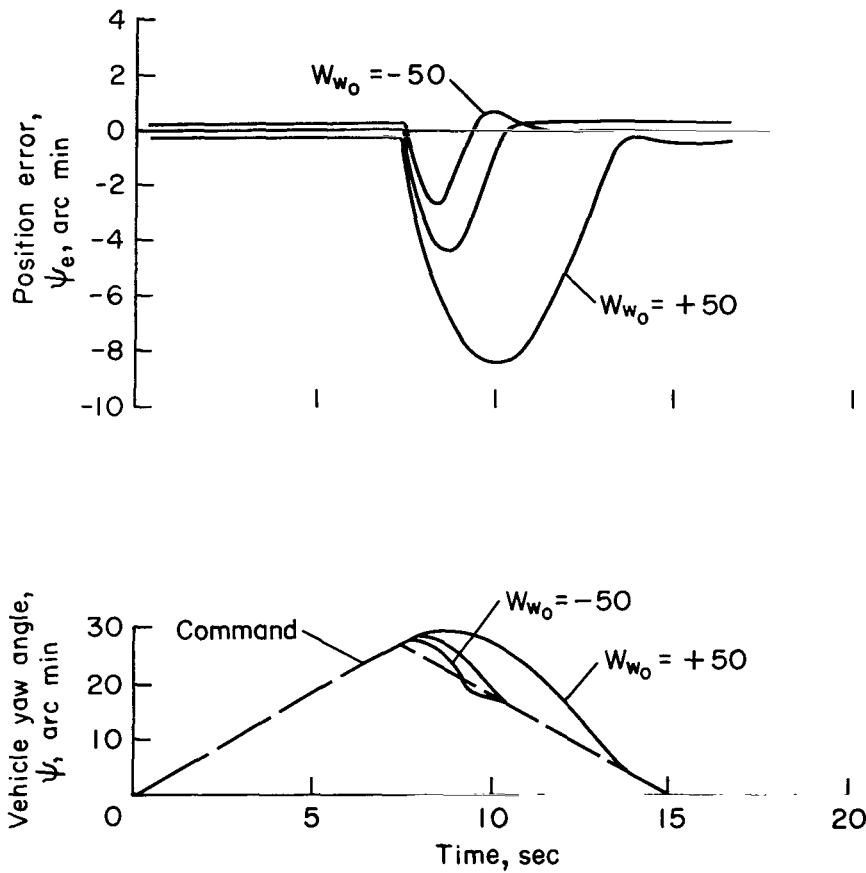 4
2
0
-2
-4
-6
-8
-10
Position error,
ψe, arc min
Ww₀ = -50
Ww₀ = +50
30
20
10
0
Vehicle yaw angle,
ψ, arc min
Command
Ww₀ = -50
Ww₀ = +50
5
10
15
20
Time, sec